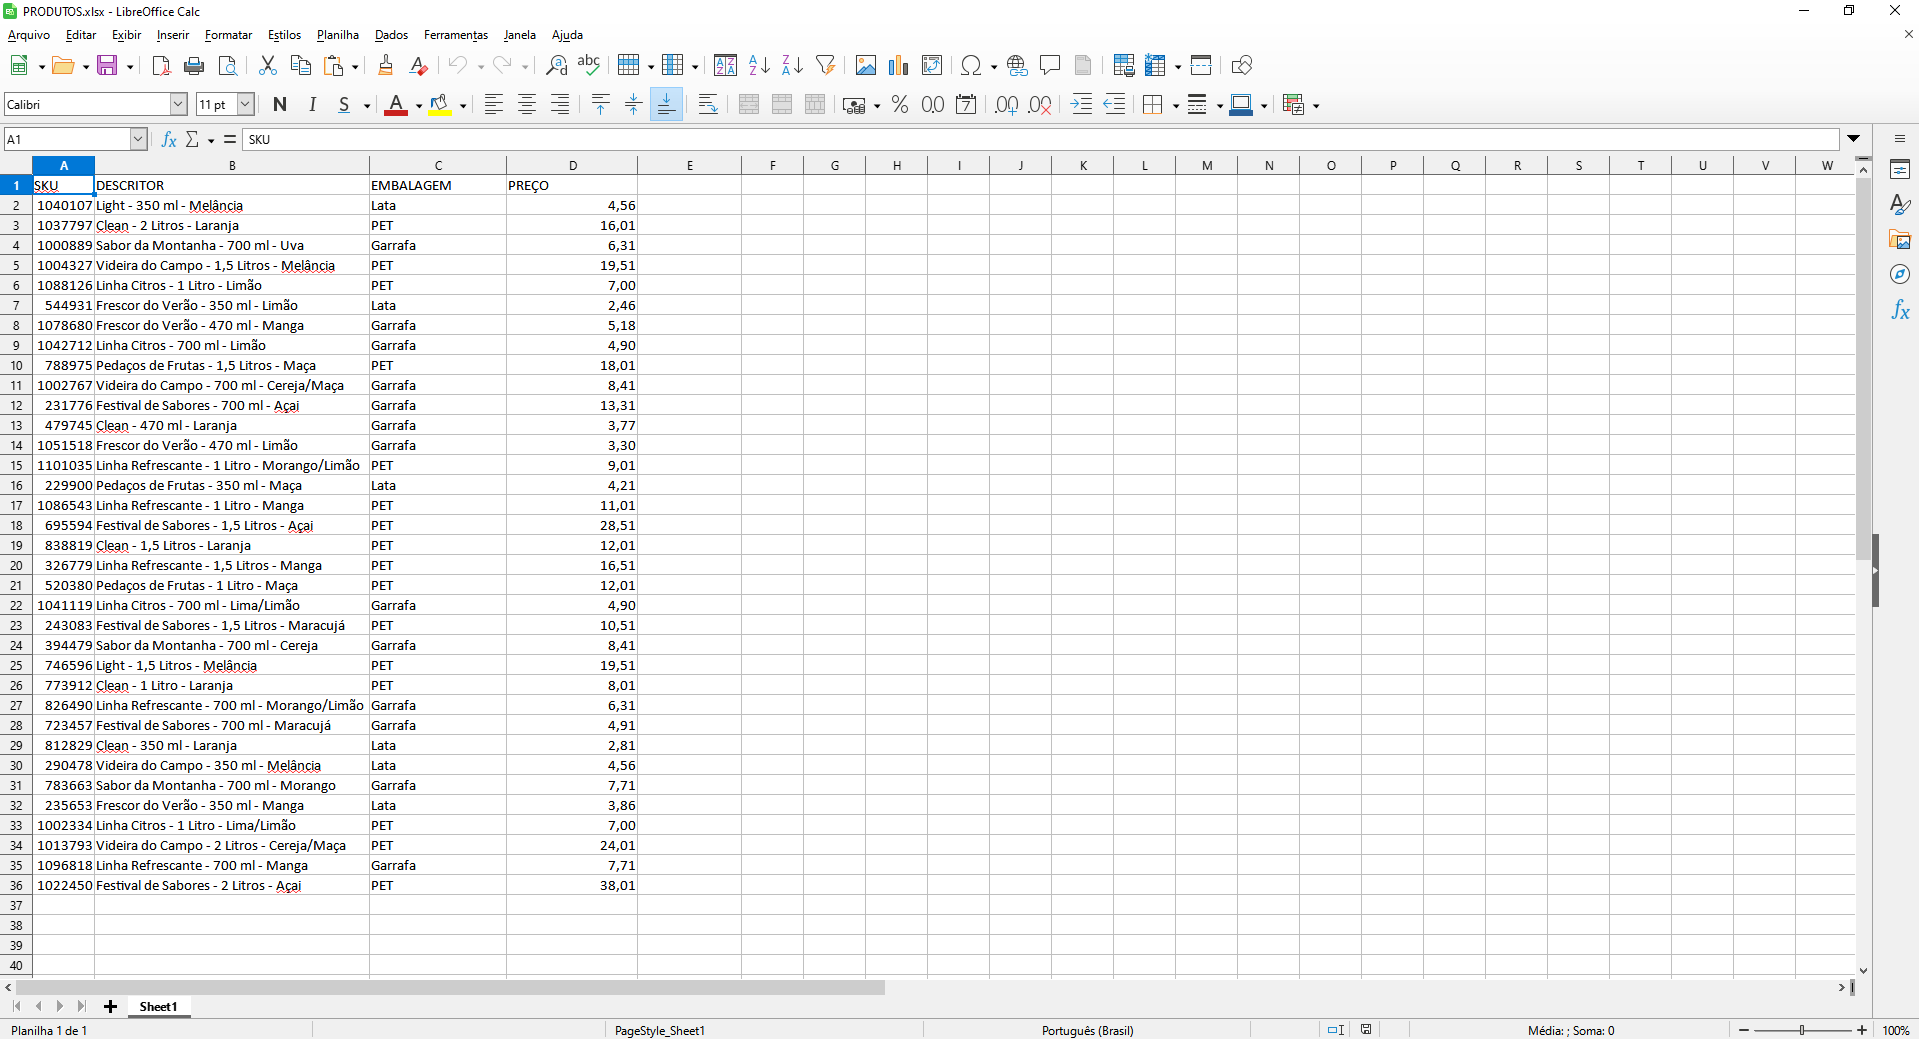 PRODUTOS.xlsx - LibreOffice Calc
Arquivo Editar Exibir Inserir Formatar Estilos Planilha Dados Ferramentas Janela Ajuda
Calibri 11 pt N I S
A1 SKU
A B C D E F G H I J K L M N O P Q R S T U V W
1 SKU DESCRITOR EMBALAGEM PREÇO
2 1040107 Light - 350 ml - Melância Lata 4,56
3 1037797 Clean - 2 Litros - Laranja PET 16,01
4 1000889 Sabor da Montanha - 700 ml - Uva Garrafa 6,31
5 1004327 Videira do Campo - 1,5 Litros - Melância PET 19,51
6 1088126 Linha Citros - 1 Litro - Limão PET 7,00
7 544931 Frescor do Verão - 350 ml - Limão Lata 2,46
8 1078680 Frescor do Verão - 470 ml - Manga Garrafa 5,18
9 1042712 Linha Citros - 700 ml - Limão Garrafa 4,90
10 788975 Pedaços de Frutas - 1,5 Litros - Maça PET 18,01
11 1002767 Videira do Campo - 700 ml - Cereja/Maça Garrafa 8,41
12 231776 Festival de Sabores - 700 ml - Açai Garrafa 13,31
13 479745 Clean - 470 ml - Laranja Garrafa 3,77
14 1051518 Frescor do Verão - 470 ml - Limão Garrafa 3,30
15 1101035 Linha Refrescante - 1 Litro - Morango/Limão PET 9,01
16 229900 Pedaços de Frutas - 350 ml - Maça Lata 4,21
17 1086543 Linha Refrescante - 1 Litro - Manga PET 11,01
18 695594 Festival de Sabores - 1,5 Litros - Açai PET 28,51
19 838819 Clean - 1,5 Litros - Laranja PET 12,01
20 326779 Linha Refrescante - 1,5 Litros - Manga PET 16,51
21 520380 Pedaços de Frutas - 1 Litro - Maça PET 12,01
22 1041119 Linha Citros - 700 ml - Lima/Limão Garrafa 4,90
23 243083 Festival de Sabores - 1,5 Litros - Maracujá PET 10,51
24 394479 Sabor da Montanha - 700 ml - Cereja Garrafa 8,41
25 746596 Light - 1,5 Litros - Melância PET 19,51
26 773912 Clean - 1 Litro - Laranja PET 8,01
27 826490 Linha Refrescante - 700 ml - Morango/Limão Garrafa 6,31
28 723457 Festival de Sabores - 700 ml - Maracujá Garrafa 4,91
29 812829 Clean - 350 ml - Laranja Lata 2,81
30 290478 Videira do Campo - 350 ml - Melância Lata 4,56
31 783663 Sabor da Montanha - 700 ml - Morango Garrafa 7,71
32 235653 Frescor do Verão - 350 ml - Manga Lata 3,86
33 1002334 Linha Citros - 1 Litro - Lima/Limão PET 7,00
34 1013793 Videira do Campo - 2 Litros - Cereja/Maça PET 24,01
35 1096818 Linha Refrescante - 700 ml - Manga Garrafa 7,71
36 1022450 Festival de Sabores - 2 Litros - Açai PET 38,01
37
38
39
40
Sheet1
Planilha 1 de 1 PageStyle_Sheet1 Português (Brasil) Média: ; Soma: 0 100%